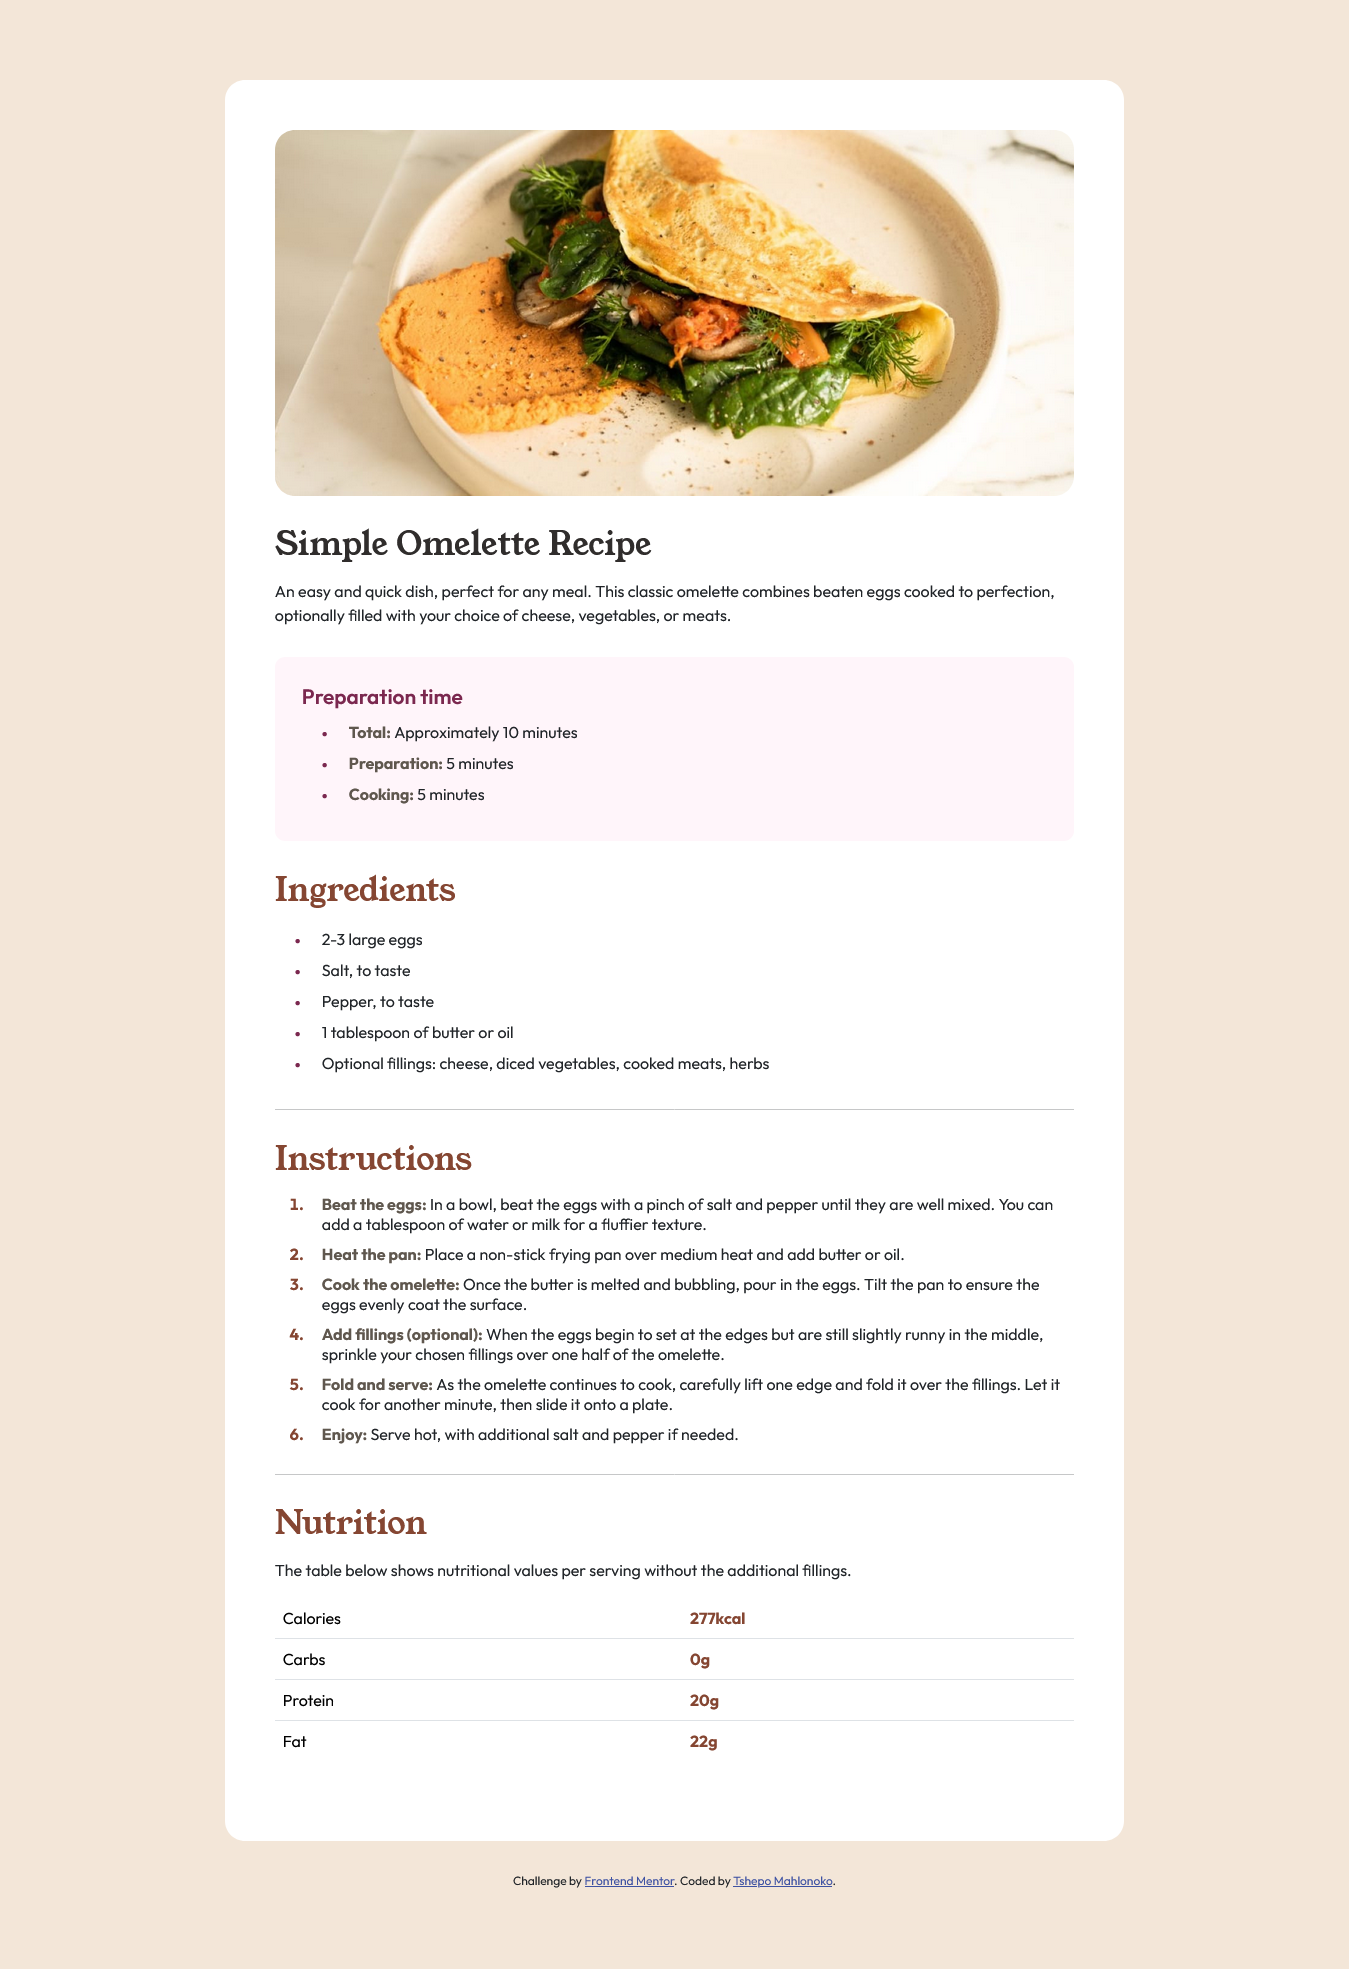 Simple Omelette Recipe
An easy and quick dish, perfect for any meal. This classic omelette combines beaten eggs cooked to perfection,
optionally filled with your choice of cheese, vegetables, or meats.
Preparation time
• Total: Approximately 10 minutes
• Preparation: 5 minutes
• Cooking: 5 minutes
Ingredients
• 2-3 large eggs
• Salt, to taste
• Pepper, to taste
• 1 tablespoon of butter or oil
• Optional fillings: cheese, diced vegetables, cooked meats, herbs
Instructions
1. Beat the eggs: In a bowl, beat the eggs with a pinch of salt and pepper until they are well mixed. You can
add a tablespoon of water or milk for a fluffier texture.
2. Heat the pan: Place a non-stick frying pan over medium heat and add butter or oil.
3. Cook the omelette: Once the butter is melted and bubbling, pour in the eggs. Tilt the pan to ensure the
eggs evenly coat the surface.
4. Add fillings (optional): When the eggs begin to set at the edges but are still slightly runny in the middle,
sprinkle your chosen fillings over one half of the omelette.
5. Fold and serve: As the omelette continues to cook, carefully lift one edge and fold it over the fillings. Let it
cook for another minute, then slide it onto a plate.
6. Enjoy: Serve hot, with additional salt and pepper if needed.
Nutrition
The table below shows nutritional values per serving without the additional fillings.
Calories 277kcal
Carbs 0g
Protein 20g
Fat 22g
Challenge by Frontend Mentor. Coded by Tshepo Mahlonoko.